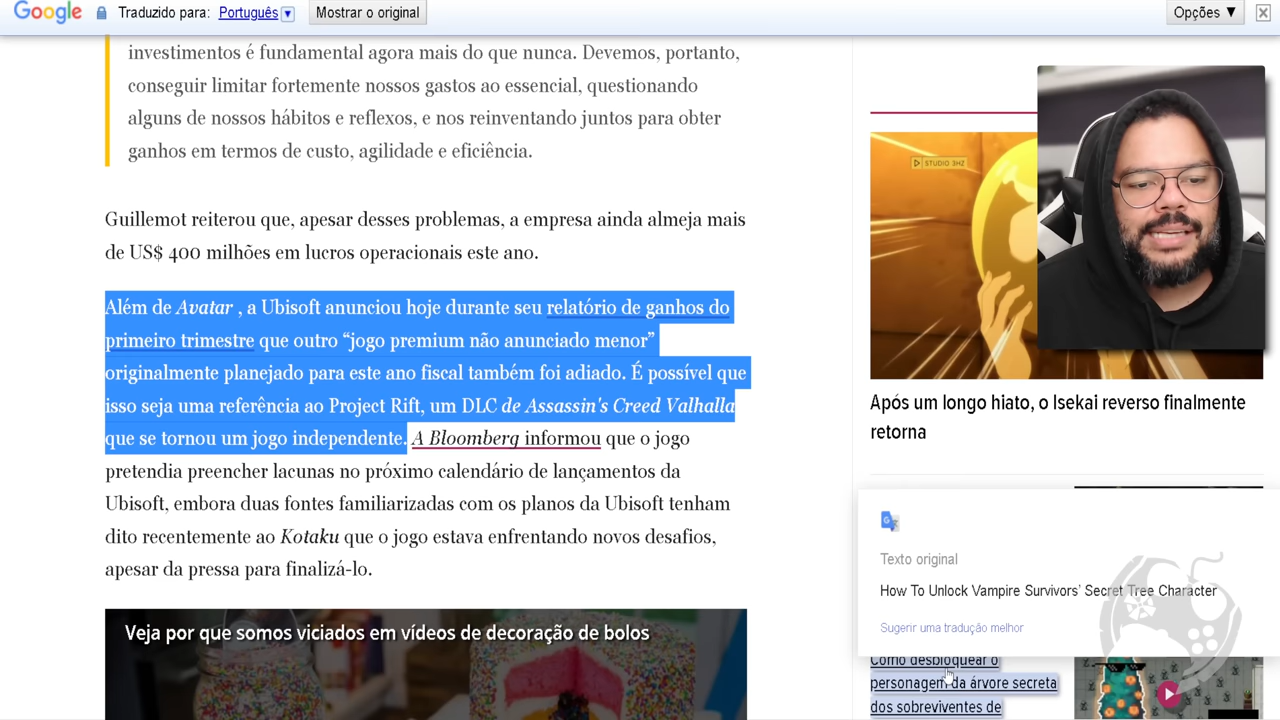 Google Traduzido para: Português Mostrar o original Opções ▼
investimentos é fundamental agora mais do que nunca. Devemos, portanto,
conseguir limitar fortemente nossos gastos ao essencial, questionando
alguns de nossos hábitos e reflexos, e nos reinventando juntos para obter
ganhos em termos de custo, agilidade e eficiência.
Guillemot reiterou que, apesar desses problemas, a empresa ainda almeja mais
de US$ 400 milhões em lucros operacionais este ano.
Além de Avatar , a Ubisoft anunciou hoje durante seu relatório de ganhos do
primeiro trimestre que outro “jogo premium não anunciado menor”
originalmente planejado para este ano fiscal também foi adiado. É possível que
isso seja uma referência ao Project Rift, um DLC de Assassin's Creed Valhalla
que se tornou um jogo independente. A Bloomberg informou que o jogo
pretendia preencher lacunas no próximo calendário de lançamentos da
Ubisoft, embora duas fontes familiarizadas com os planos da Ubisoft tenham
dito recentemente ao Kotaku que o jogo estava enfrentando novos desafios,
apesar da pressa para finalizá-lo.
Veja por que somos viciados em vídeos de decoração de bolos
STUDIO 3HZ
Após um longo hiato, o Isekai reverso finalmente
retorna
Texto original
How To Unlock Vampire Survivors’ Secret Tree Character
Sugerir uma tradução melhor
Como desbloquear o
personagem da árvore secreta
dos sobreviventes de